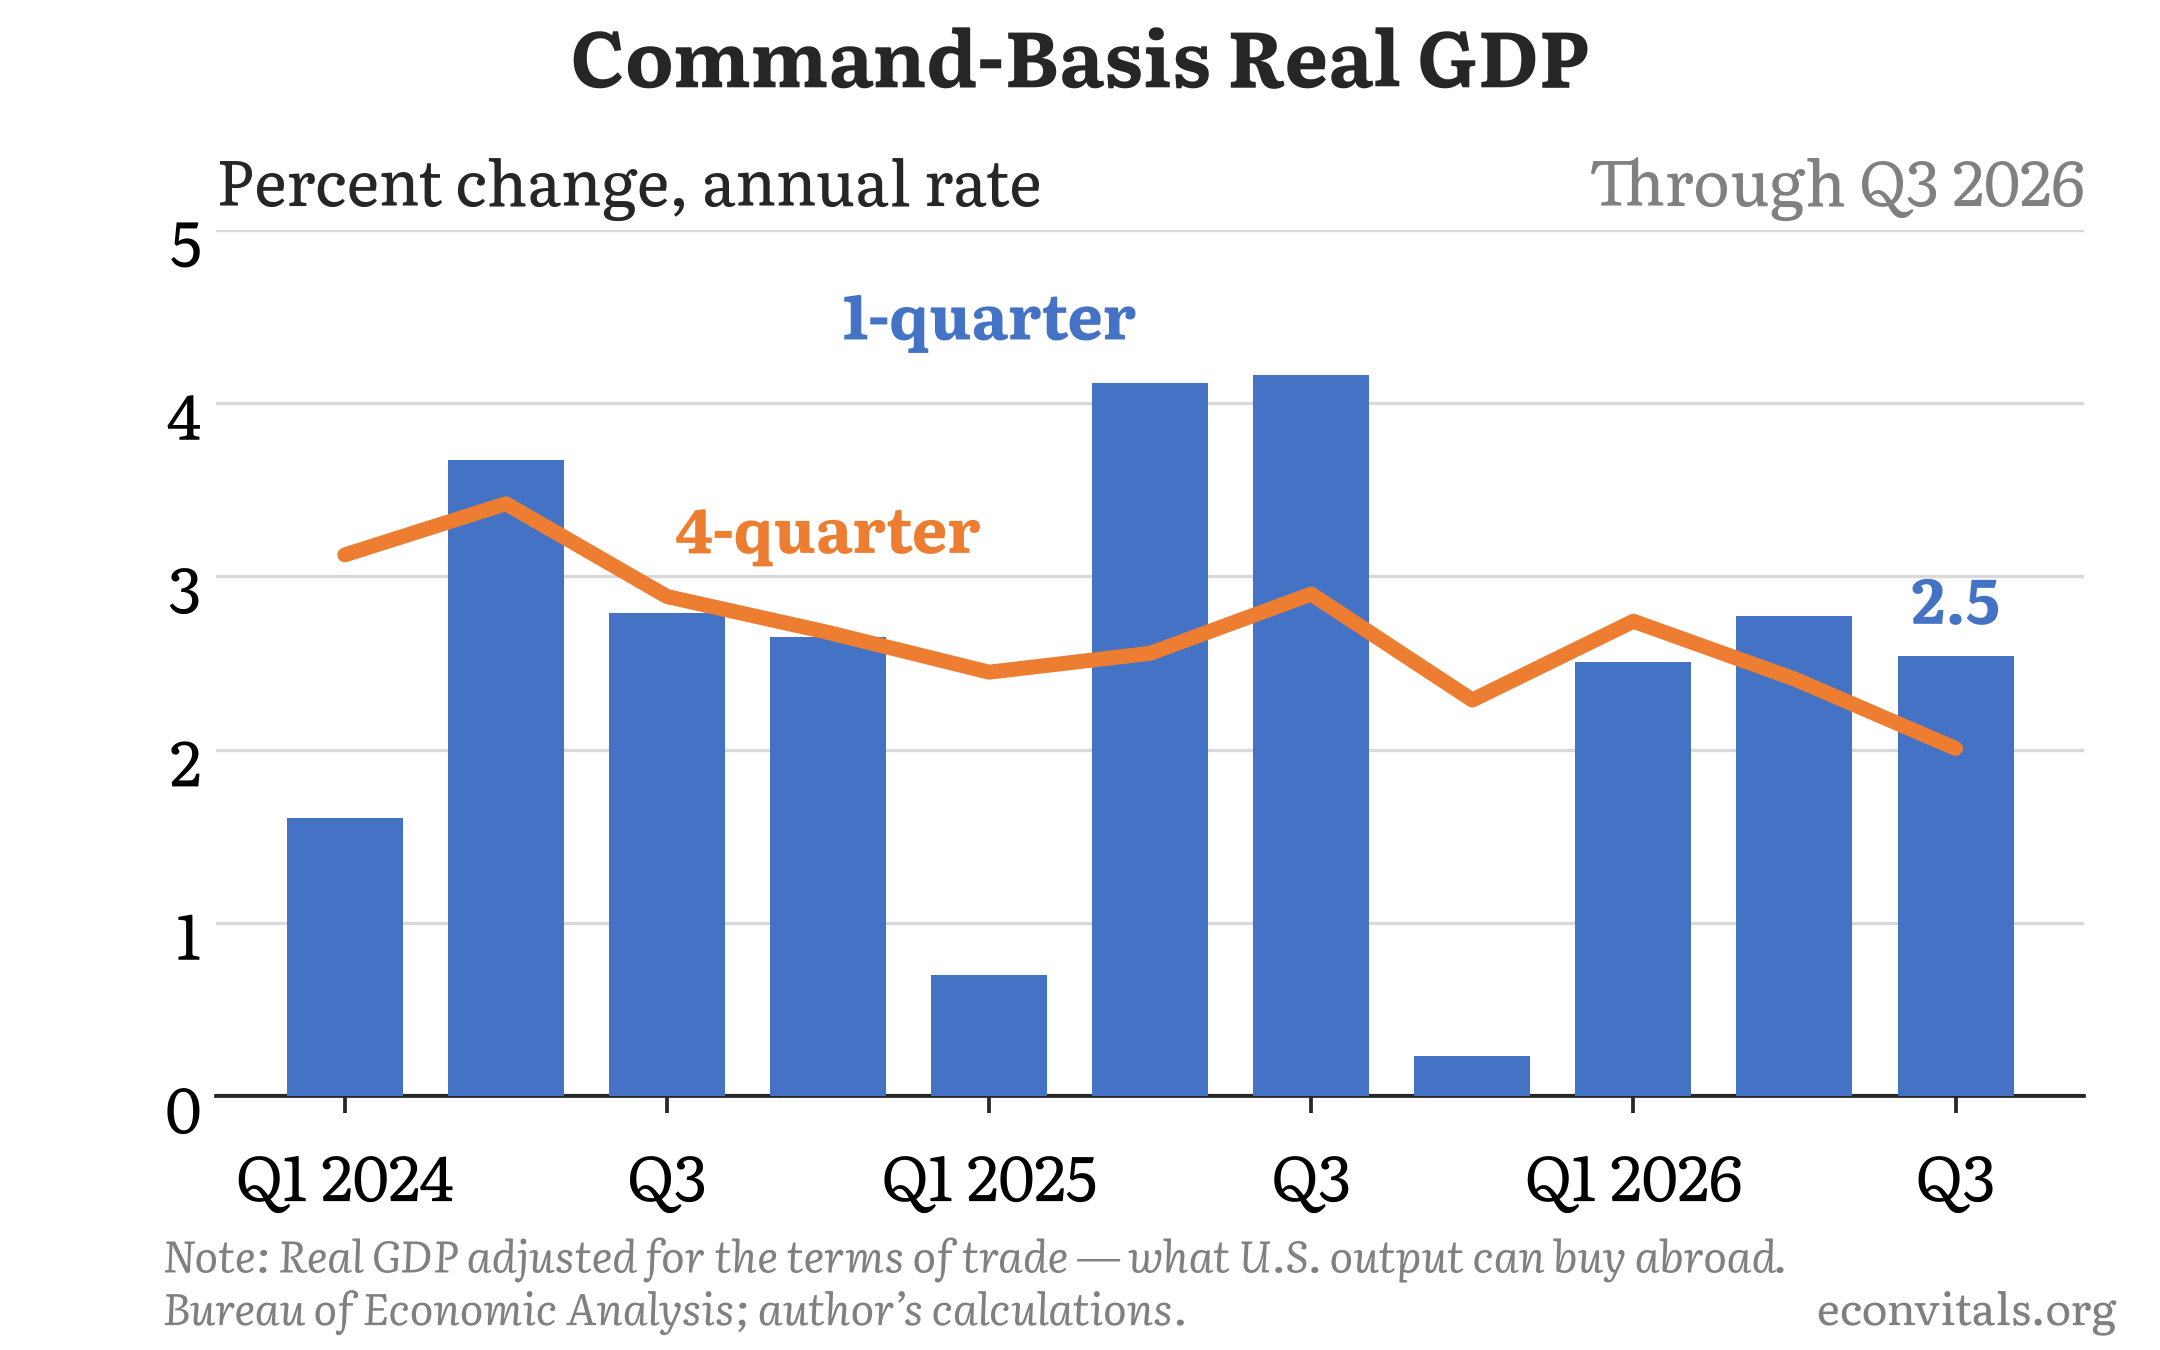 Command-Basis Real GDP
Percent change, annual rate
Through Q3 2026
5
1-quarter
4
4-quarter
3
2.5
2
1
0
Q1 2024
Q3
Q1 2025
Q3
Q1 2026
Q3
Note: Real GDP adjusted for the terms of trade — what U.S. output can buy abroad.
Bureau of Economic Analysis; author’s calculations.
econvitals.org